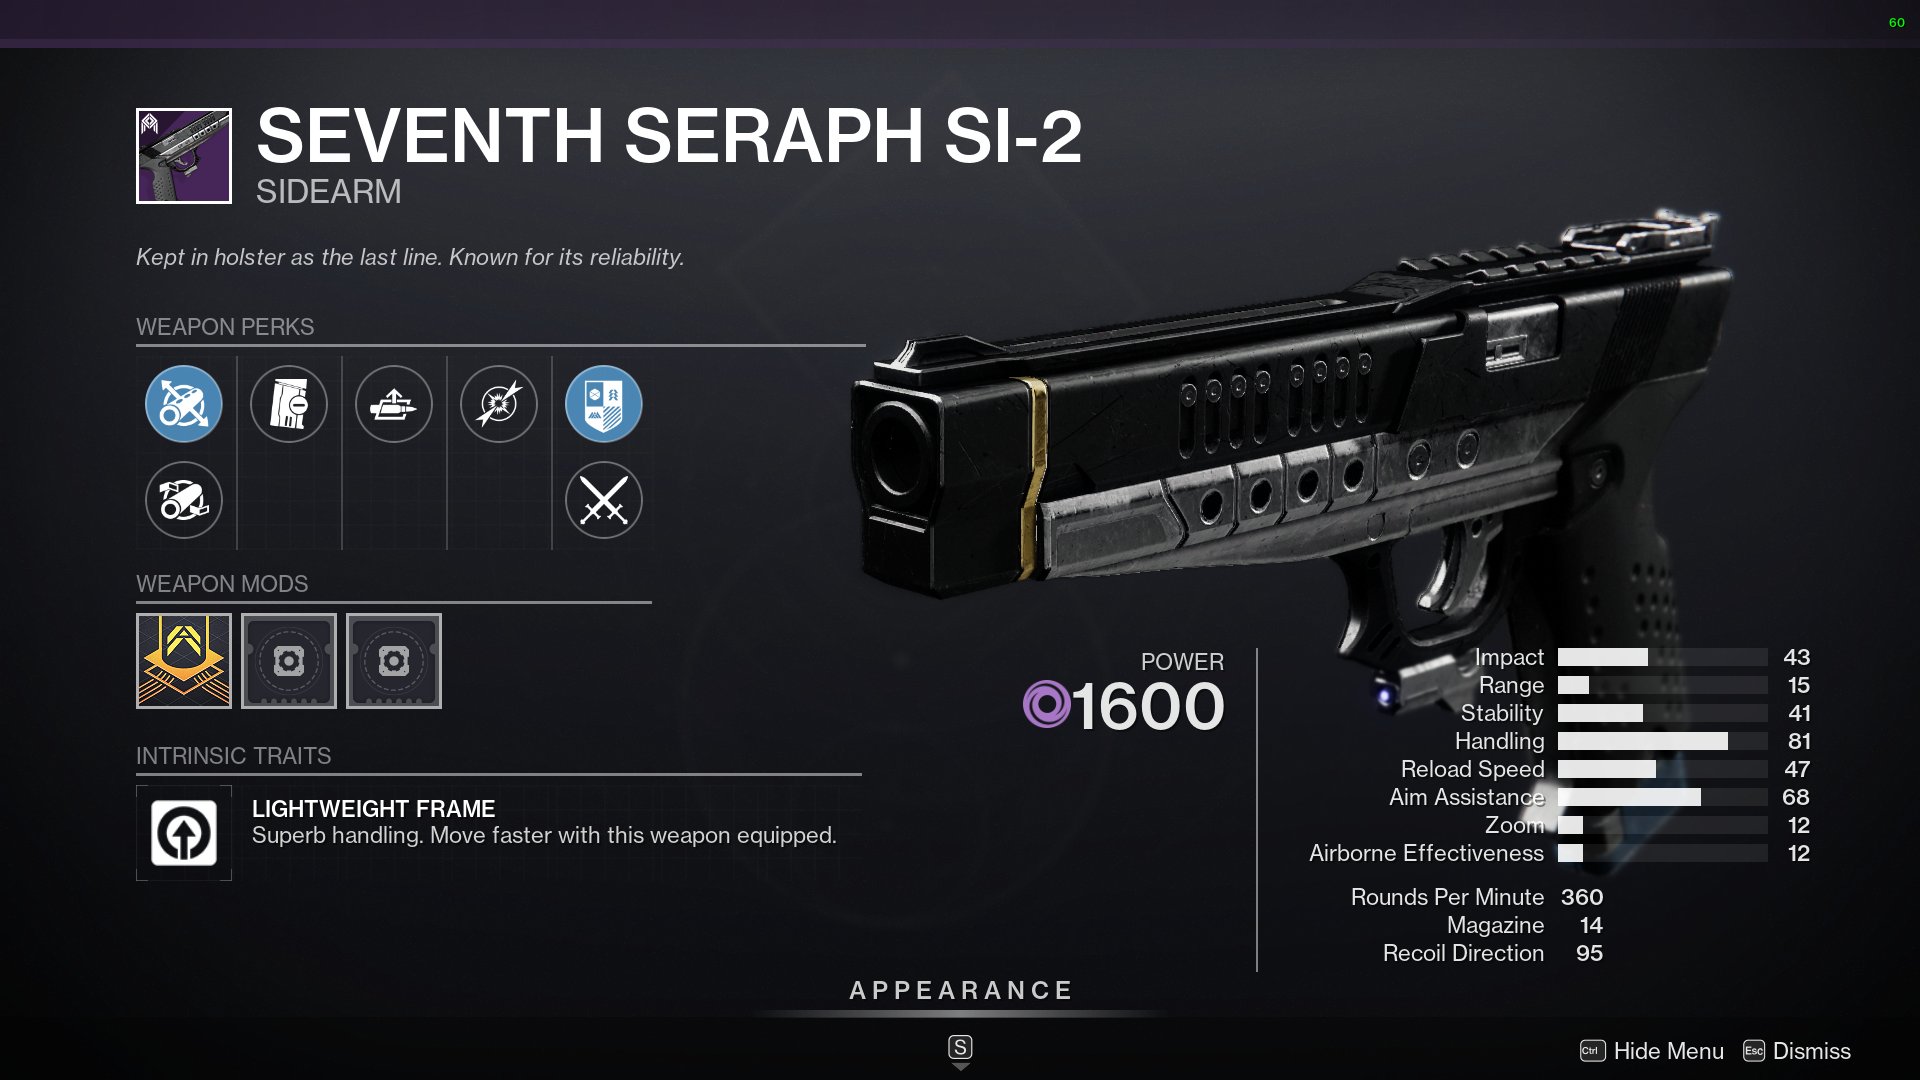 60
SEVENTH SERAPH SI-2
SIDEARM
Kept in holster as the last line. Known for its reliability.
WEAPON PERKS
WEAPON MODS
INTRINSIC TRAITS
LIGHTWEIGHT FRAME
Superb handling. Move faster with this weapon equipped.
POWER
1600
Impact 43
Range 15
Stability 41
Handling 81
Reload Speed 47
Aim Assistance 68
Zoom 12
Airborne Effectiveness 12
Rounds Per Minute 360
Magazine 14
Recoil Direction 95
APPEARANCE
S
Ctrl Hide Menu Esc Dismiss